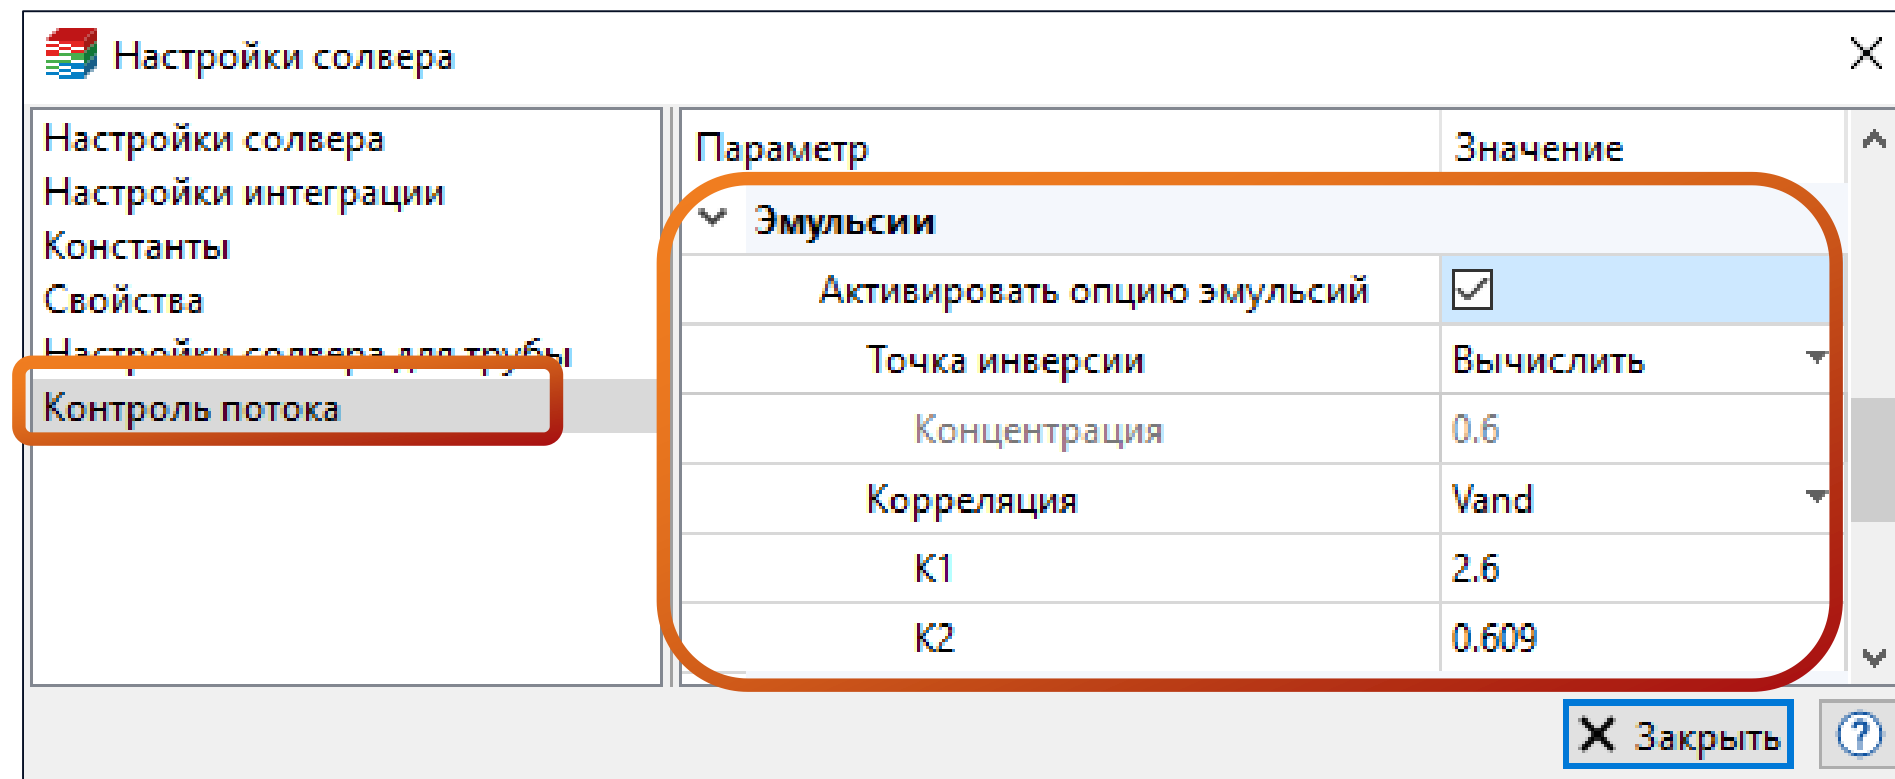 Настройки солвера
Настройки солвера
Настройки интеграции
Константы
Свойства
Настройки солвера для трубы
Контроль потока
Параметр Значение
Эмульсии
Активировать опцию эмульсий
Точка инверсии Вычислить
Концентрация 0.6
Корреляция Vand
K1 2.6
K2 0.609
Закрыть ?